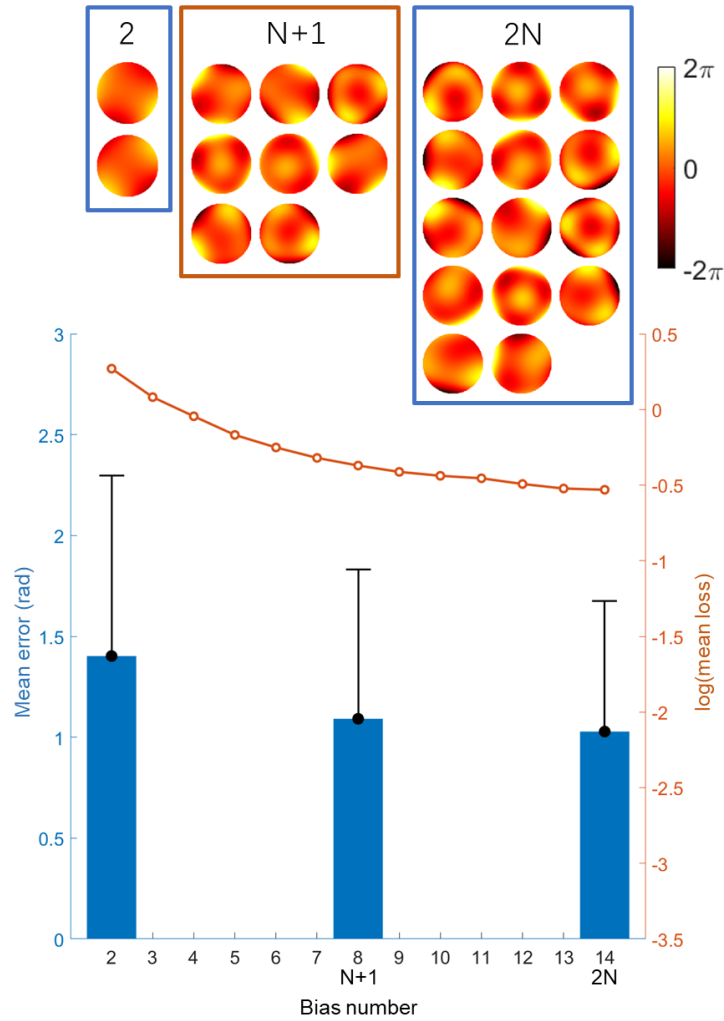 2
N+1
2N
2π
0
-2π
3
2.5
2
1.5
1
0.5
0
Mean error (rad)
0.5
0
-0.5
-1
-1.5
-2
-2.5
-3
-3.5
log(mean loss)
2 3 4 5 6 7 8 9 10 11 12 13 14
N+1 2N
Bias number